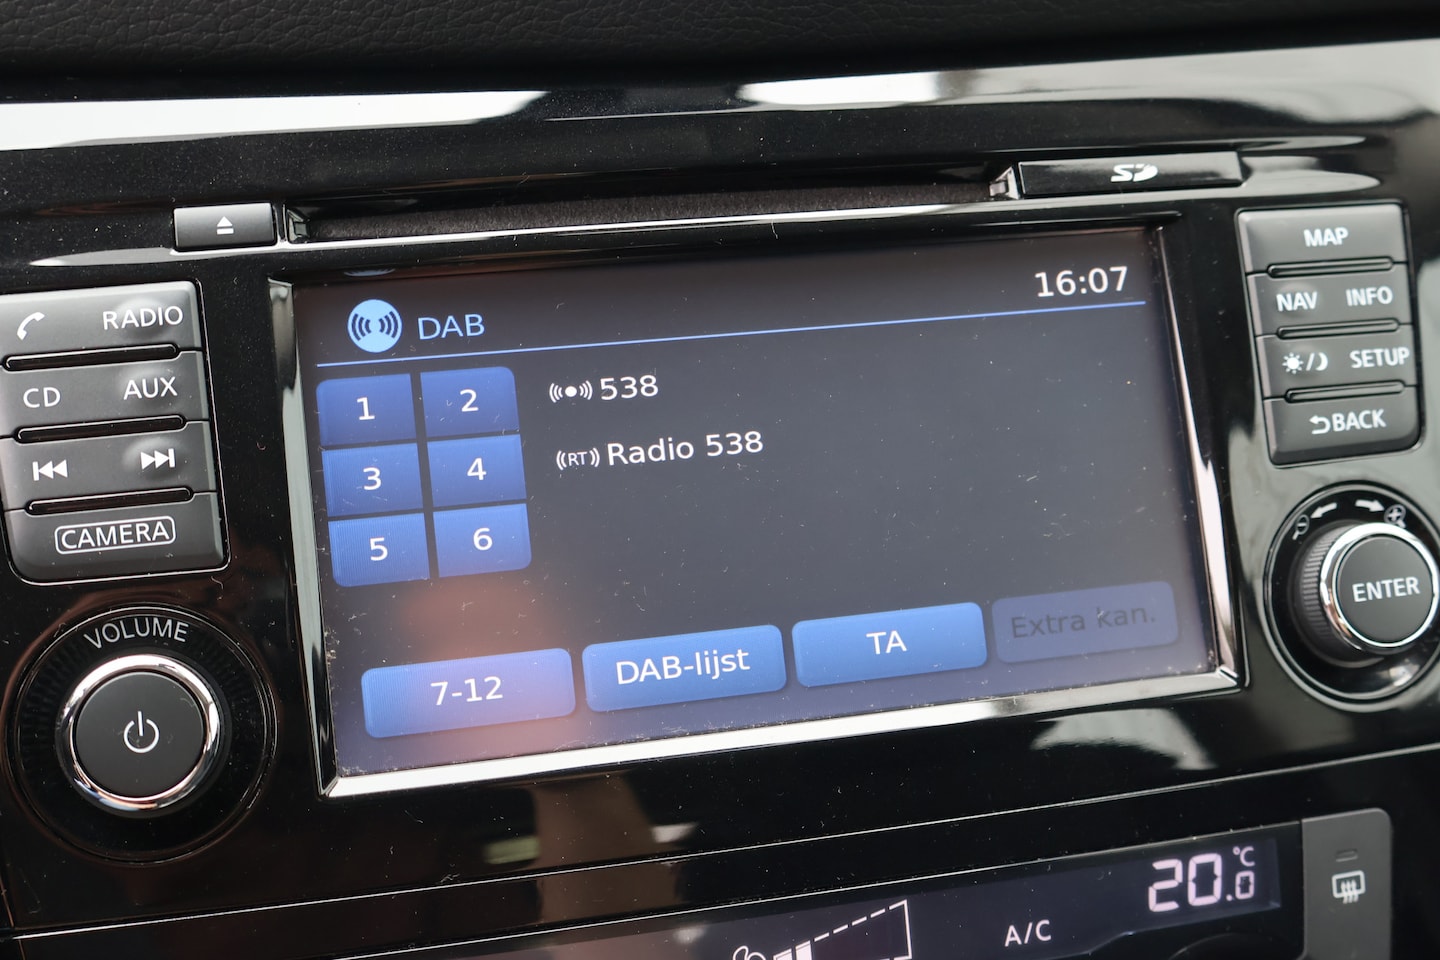 SD
MAP
16:07
NAV INFO
RADIO
DAB
SETUP
CD AUX
1 2
538
BACK
3 4
RT Radio 538
CAMERA
5 6
ENTER
VOLUME
7-12 DAB-lijst TA Extra kan.
20.0 °C
A/C